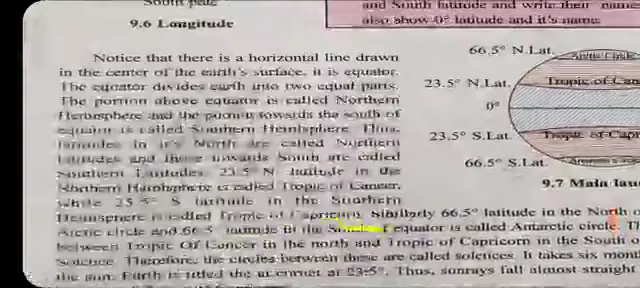 South pole
9.6 Longitude
and South latitude and write their name
also show 0° latitude and it's name
Notice that there is a horizontal line drawn
in the center of the earth's surface, it is equator.
The equator divides earth into two equal parts.
The portion above equator is called Northern
Hemisphere and the portion towards the south of
equator is called Southern Hemisphere. Thus,
latitudes in it's North are called Northern
Latitudes and those towards South are called
Southern Latitudes. 23.5° N latitude in the
Northern Hemisphere is called Tropic of Cancer,
while 23.5° S latitude in the Southern
Hemisphere is called Tropic of Capricorn. Similarly 66.5° latitude in the North
Arctic circle and 66.5° latitude in the equator is called Antarctic circle. Th
between Tropic Of Cancer in the north and Tropic of Capricorn in the South
Solstice. Therefore, the circles between these are called solstices. It takes six mont
the sun. Earth is titled the at corner at 23.5°. Thus, sunrays fall almost straight
66.5° N.Lat.
Arctic Circle
23.5° N.Lat.
Tropic of Can
0°
23.5° S.Lat.
Tropic of Capr
66.5° S.Lat.
9.7 Main